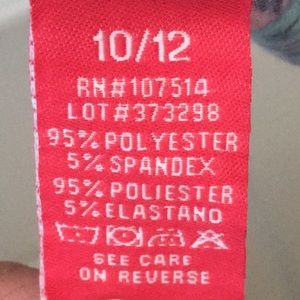 10/12
RN#107514
LOT#373298
95% POLYESTER
5% SPANDEX
95% POLIESTER
5% ELASTANO
SEE CARE
ON REVERSE